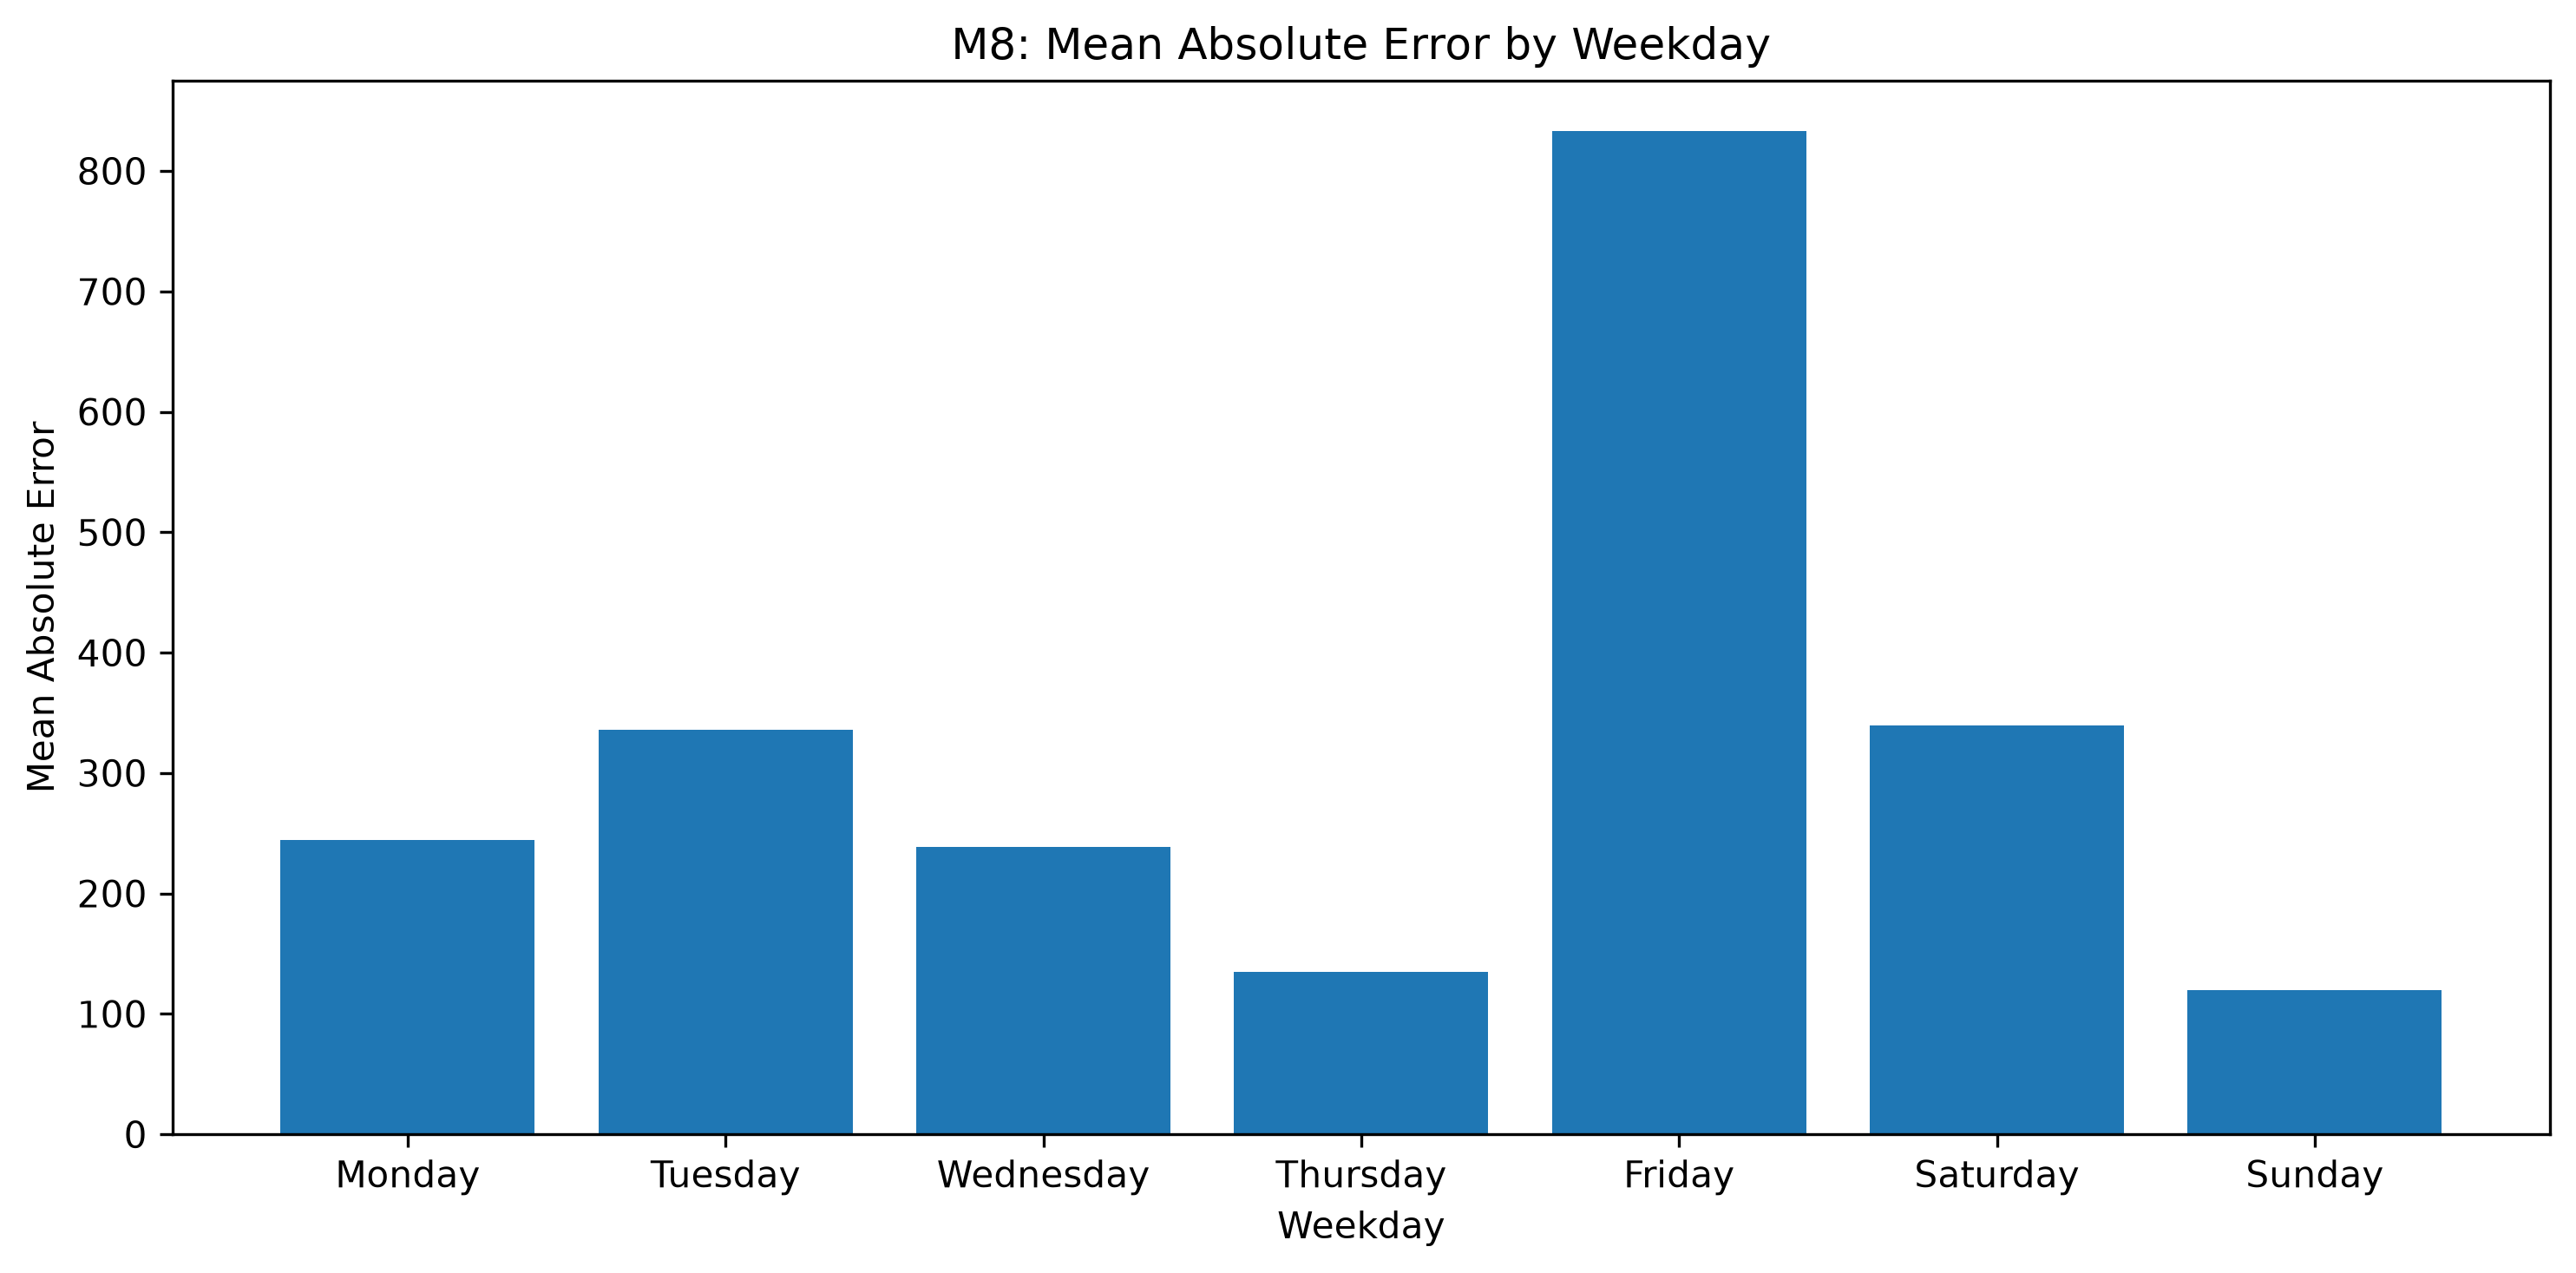 M8: Mean Absolute Error by Weekday
Mean Absolute Error
800
700
600
500
400
300
200
100
0
Monday Tuesday Wednesday Thursday Friday Saturday Sunday
Weekday